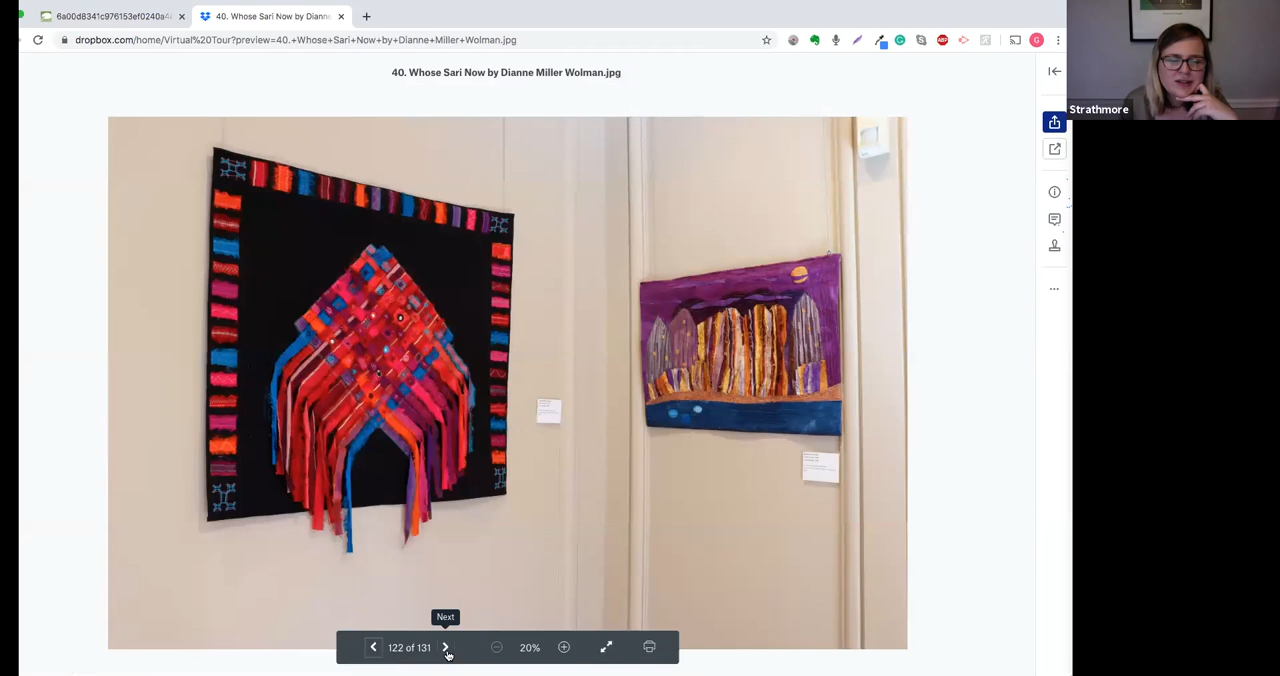 6a00d8341c976153ef0240a4
40. Whose Sari Now by Dianne
dropbox.com/home/Virtual%20Tour?preview=40.+Whose+Sari+Now+by+Dianne+Miller+Wolman.jpg
ABP
G
40. Whose Sari Now by Dianne Miller Wolman.jpg
Strathmore
Next
122 of 131
20%